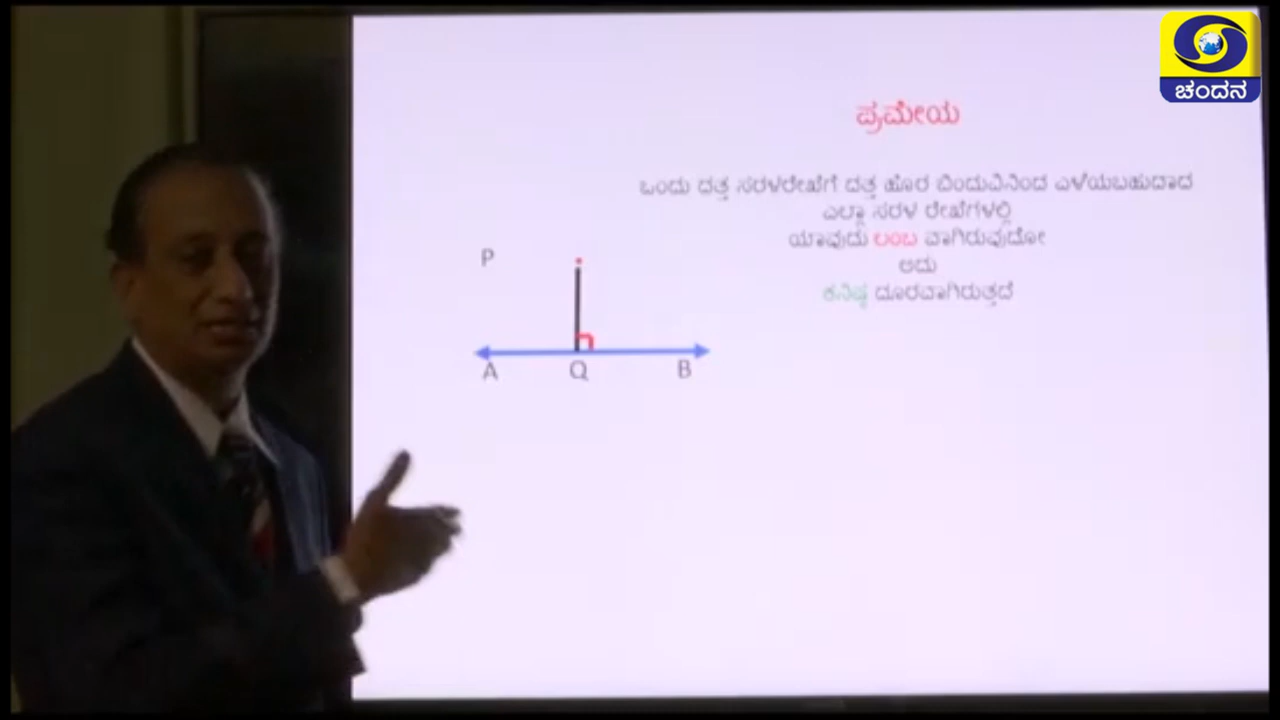 ಚಂದನ
ಪ್ರಮೇಯ
ಒಂದು ದತ್ತ ಸರಳರೇಖೆಗೆ ದತ್ತ ಹೊರ ಬಿಂದುವಿನಿಂದ ಎಳೆಯಬಹುದಾದ
ಎಲ್ಲಾ ಸರಳ ರೇಖೆಗಳಲ್ಲಿ
ಯಾವುದು ಲಂಬ ವಾಗಿರುವುದೋ
ಅದು
ಕನಿಷ್ಠ ದೂರವಾಗಿರುತ್ತದೆ
P
A Q B